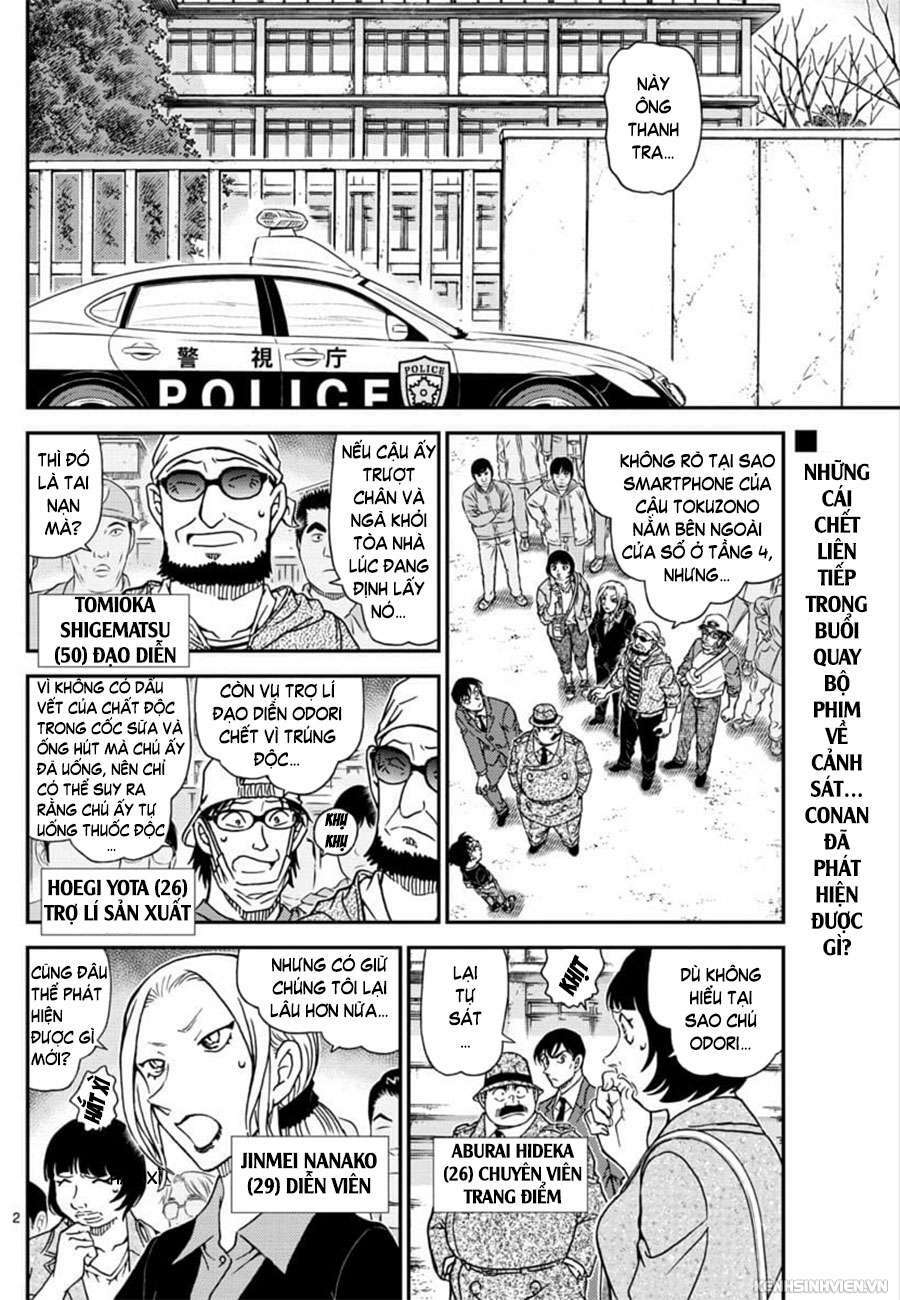 NÀY
ÔNG
THANH
TRA...
警視庁
POLICE
POLICE
■
NHỮNG
CÁI
CHẾT
LIÊN
TIẾP
TRONG
BUỔI
QUAY
BỘ
PHIM
VỀ
CẢNH
SÁT...
CONAN
ĐÃ
PHÁT
HIỆN
ĐƯỢC
GÌ?
KHÔNG RÕ TẠI SAO
SMARTPHONE CỦA
CẬU TOKUZONO
NẰM BÊN NGOÀI
CỬA SỔ Ở TẦNG 4,
NHƯNG...
NẾU CẬU ẤY
TRƯỢT
CHÂN VÀ
NGÃ KHỎI
TÒA NHÀ
LÚC ĐANG
ĐỊNH LẤY
NÓ...
THÌ ĐÓ
LÀ TAI
NẠN
MÀ?
TOMIOKA
SHIGEMATSU
(50) ĐẠO DIỄN
CÒN VỤ TRỢ LÍ
ĐẠO DIỄN ODORI
CHẾT VÌ TRÚNG
ĐỘC...
VÌ KHÔNG CÓ DẤU
VẾT CỦA CHẤT ĐỘC
TRONG CỐC SỮA VÀ
ỐNG HÚT MÀ CHÚ ẤY
ĐÃ UỐNG, NÊN CHỈ
CÓ THỂ SUY RA
RẰNG CHÚ ẤY TỰ
UỐNG THUỐC ĐỘC
...
KHỤ
KHỤ
HOEGI YOTA (26)
TRỢ LÍ SẢN XUẤT
DÙ KHÔNG
HIỂU TẠI
SAO CHÚ
ODORI...
KHỊT
LẠI
TỰ
SÁT
...
ABURAI HIDEKA
(26) CHUYÊN VIÊN
TRANG ĐIỂM
NHƯNG CÓ GIỮ
CHÚNG TÔI LẠI
LÂU HƠN NỮA...
CŨNG ĐÂU
THỂ PHÁT
HIỆN
ĐƯỢC GÌ
MỚI?
HẮT XÌ
JINMEI NANAKO
(29) DIỄN VIÊN
2
KENHSINHVIEN.VN